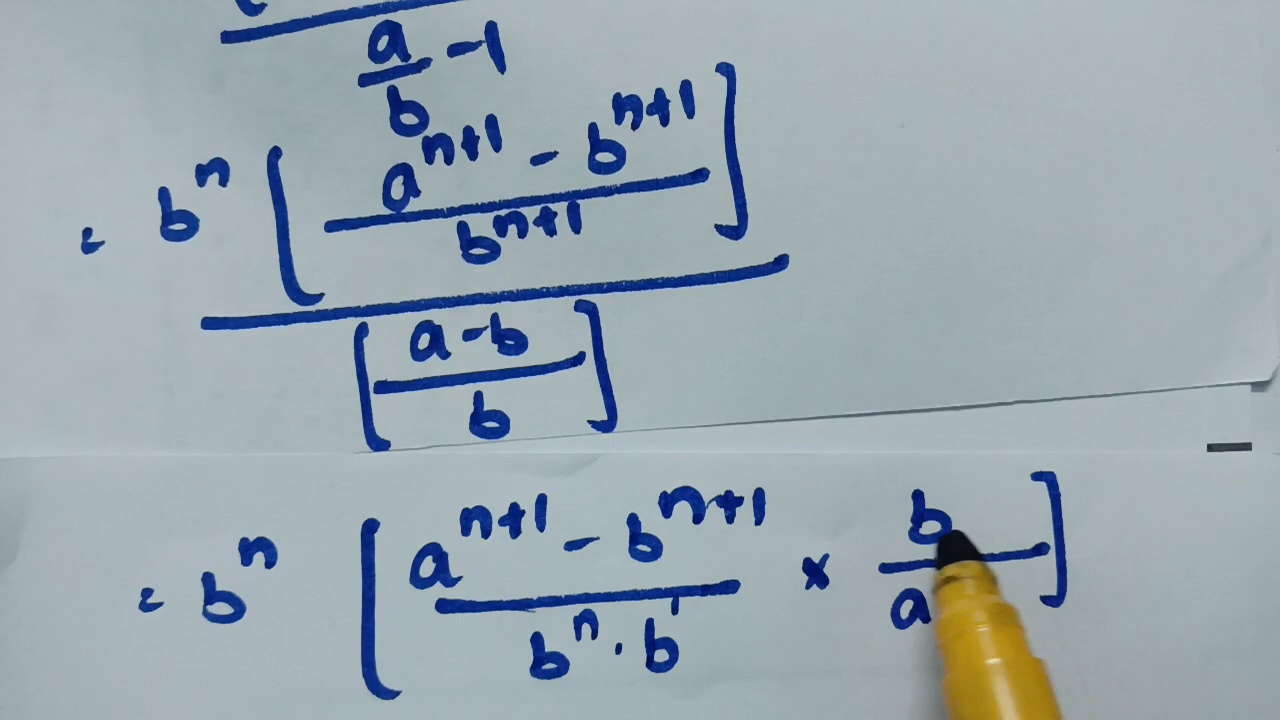 a/b - 1
= b^n [ (a^(n+1) - b^(n+1)) / b^(n+1) ] / [ (a-b) / b ]
= b^n [ (a^(n+1) - b^(n+1)) / (b^n · b^1) × b / a ]